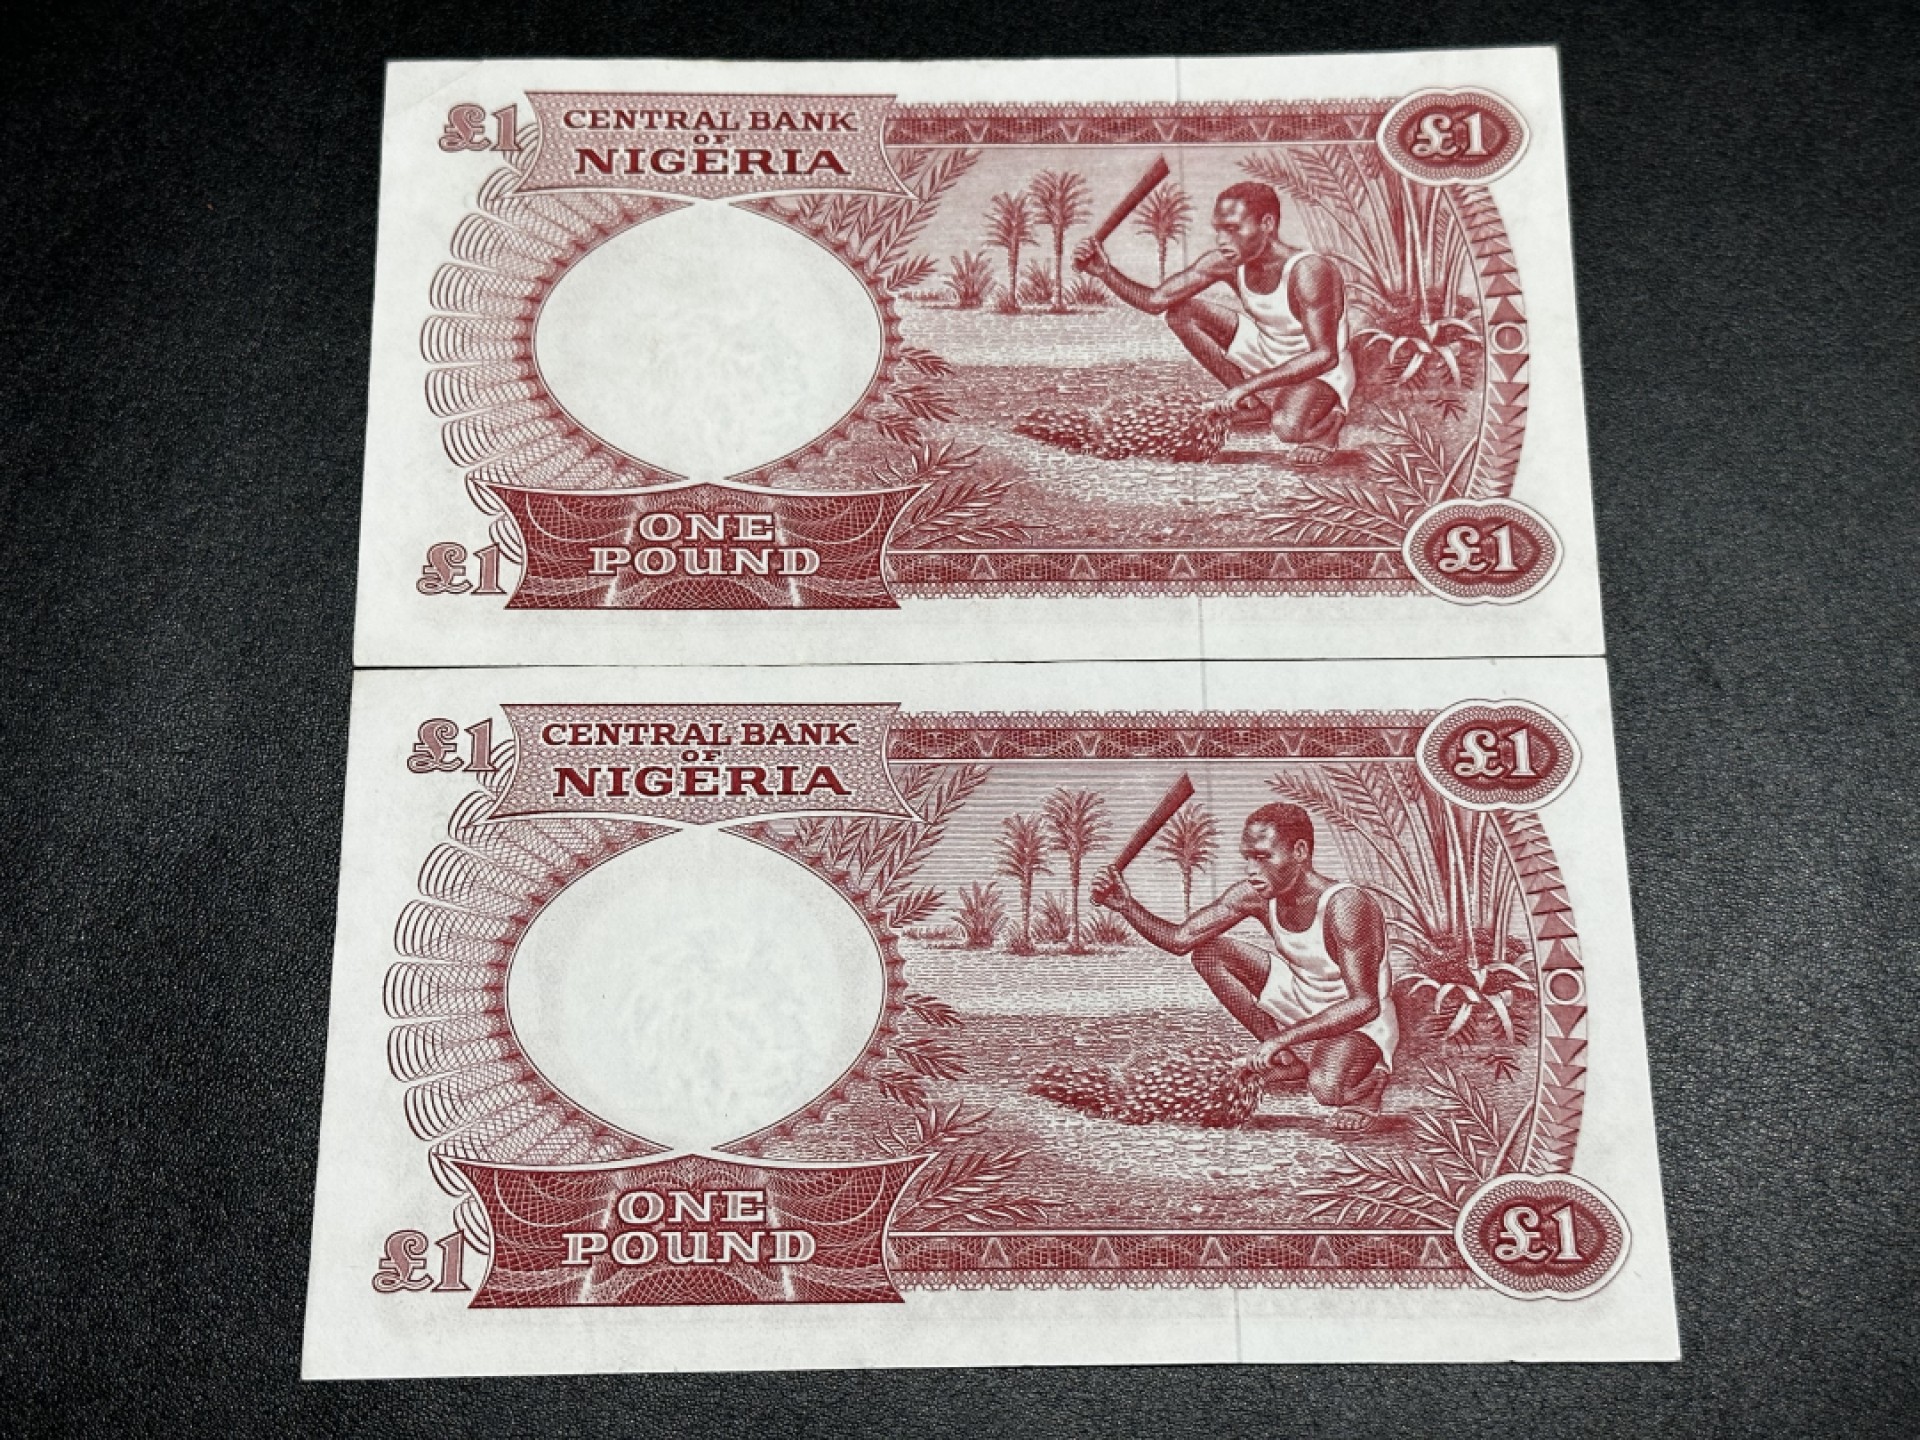 £1
CENTRAL BANK
OF
NIGERIA
£1
£1
ONE
POUND
£1
£1
CENTRAL BANK
OF
NIGERIA
£1
£1
ONE
POUND
£1